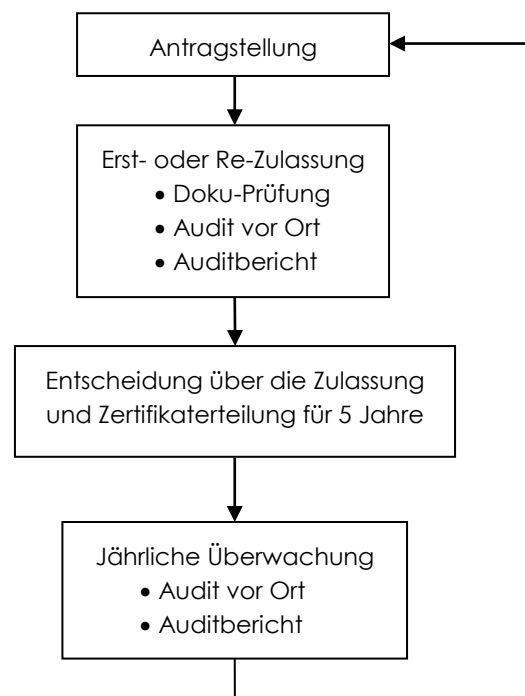 Antragstellung
Erst- oder Re-Zulassung
• Doku-Prüfung
• Audit vor Ort
• Auditbericht
Entscheidung über die Zulassung
und Zertifikaterteilung für 5 Jahre
Jährliche Überwachung
• Audit vor Ort
• Auditbericht